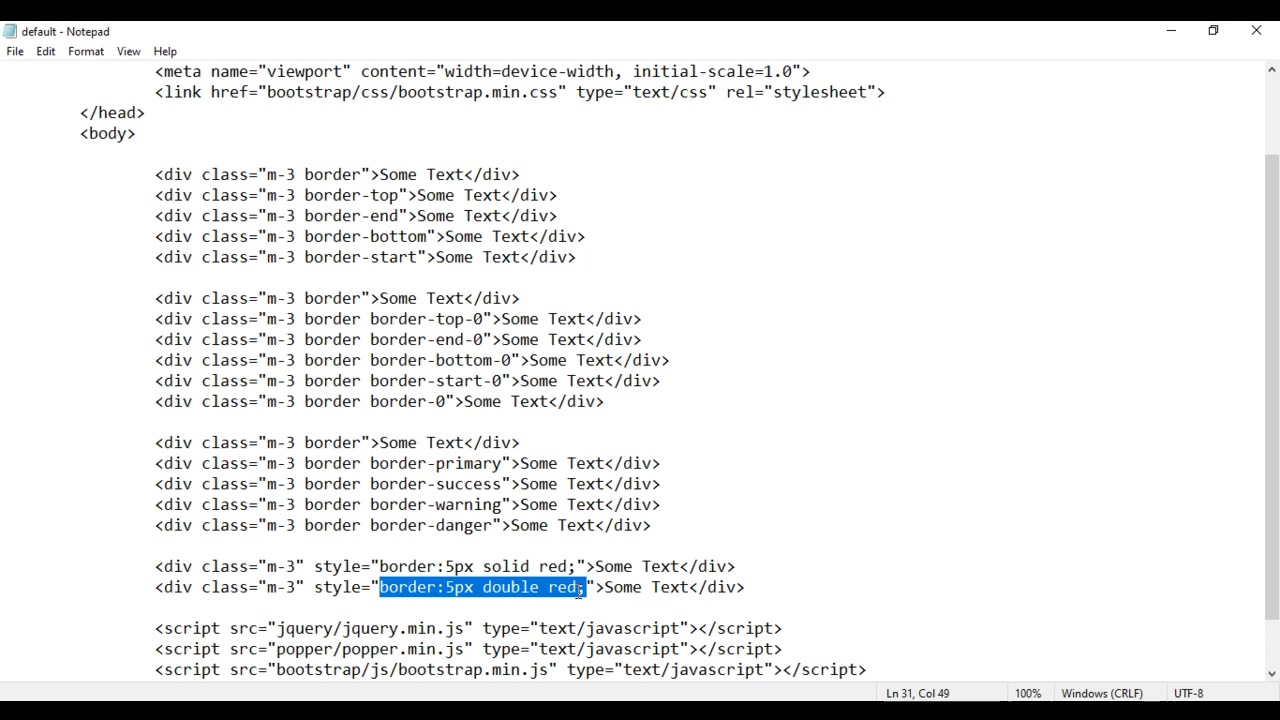 default - Notepad
File Edit Format View Help
<meta name="viewport" content="width=device-width, initial-scale=1.0">
<link href="bootstrap/css/bootstrap.min.css" type="text/css" rel="stylesheet">
</head>
<body>
<div class="m-3 border">Some Text</div>
<div class="m-3 border-top">Some Text</div>
<div class="m-3 border-end">Some Text</div>
<div class="m-3 border-bottom">Some Text</div>
<div class="m-3 border-start">Some Text</div>
<div class="m-3 border">Some Text</div>
<div class="m-3 border border-top-0">Some Text</div>
<div class="m-3 border border-end-0">Some Text</div>
<div class="m-3 border border-bottom-0">Some Text</div>
<div class="m-3 border border-start-0">Some Text</div>
<div class="m-3 border border-0">Some Text</div>
<div class="m-3 border">Some Text</div>
<div class="m-3 border border-primary">Some Text</div>
<div class="m-3 border border-success">Some Text</div>
<div class="m-3 border border-warning">Some Text</div>
<div class="m-3 border border-danger">Some Text</div>
<div class="m-3" style="border:5px solid red;">Some Text</div>
<div class="m-3" style="border:5px double red;">Some Text</div>
<script src="jquery/jquery.min.js" type="text/javascript"></script>
<script src="popper/popper.min.js" type="text/javascript"></script>
<script src="bootstrap/js/bootstrap.min.js" type="text/javascript"></script>
Ln 31, Col 49 100% Windows (CRLF) UTF-8